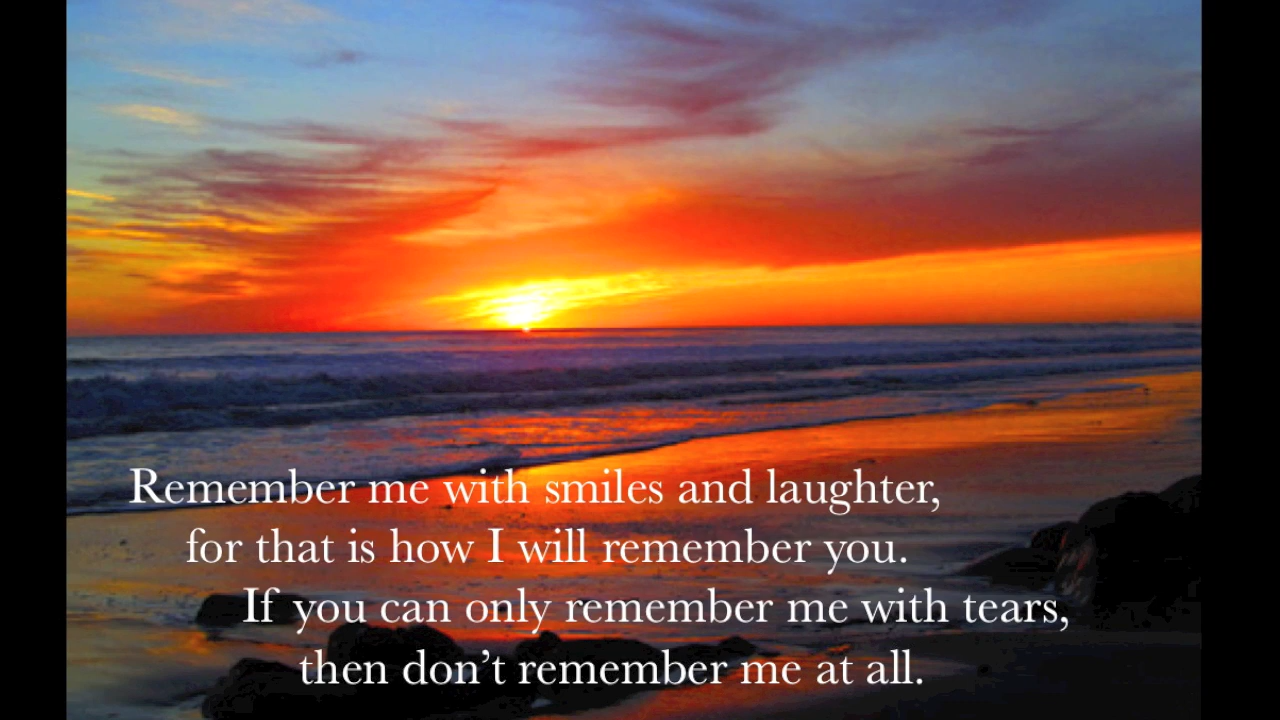 Remember me with smiles and laughter,
for that is how I will remember you.
If you can only remember me with tears,
then don’t remember me at all.